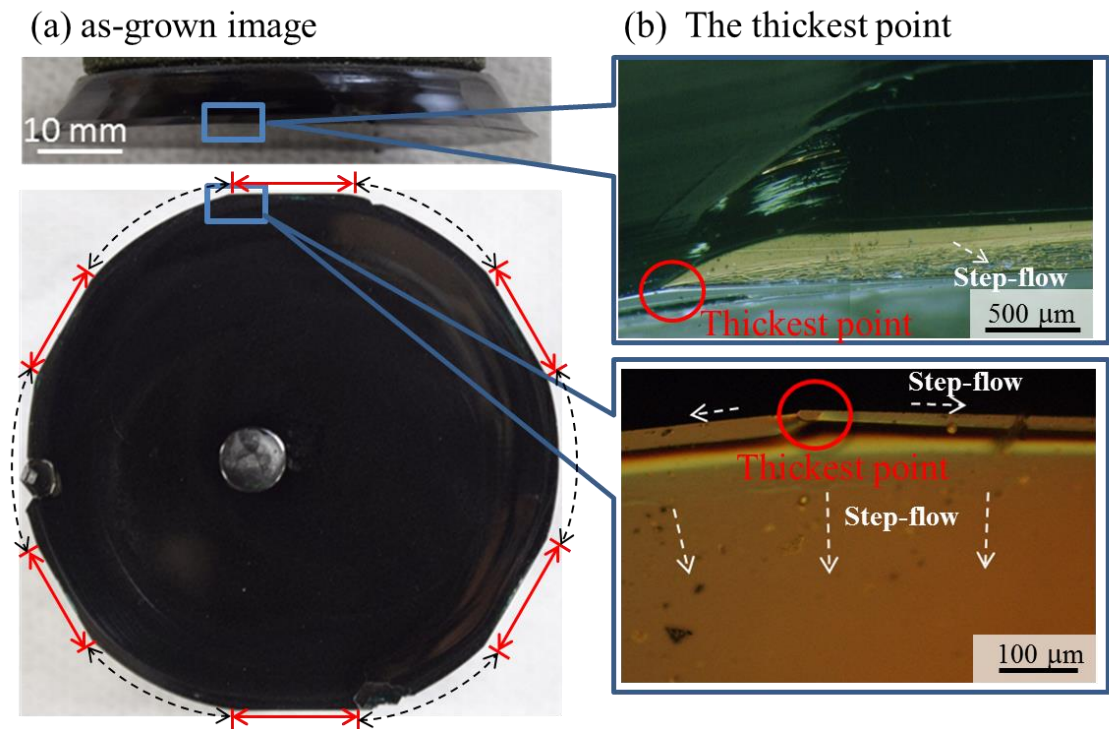 (a) as-grown image
(b) The thickest point
10 mm
Step-flow
Thickest point
500 μm
Step-flow
Thickest point
Step-flow
100 μm